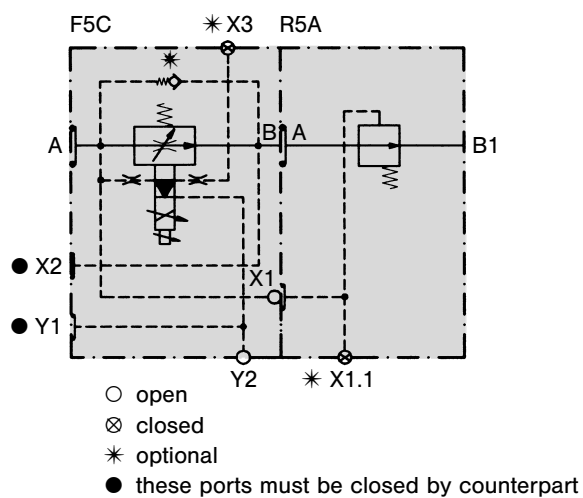 F5C
✳ X3
R5A
✳
A
B
A
B1
● X2
X1
● Y1
Y2
✳ X1.1
○ open
⊗ closed
✳ optional
● these ports must be closed by counterpart